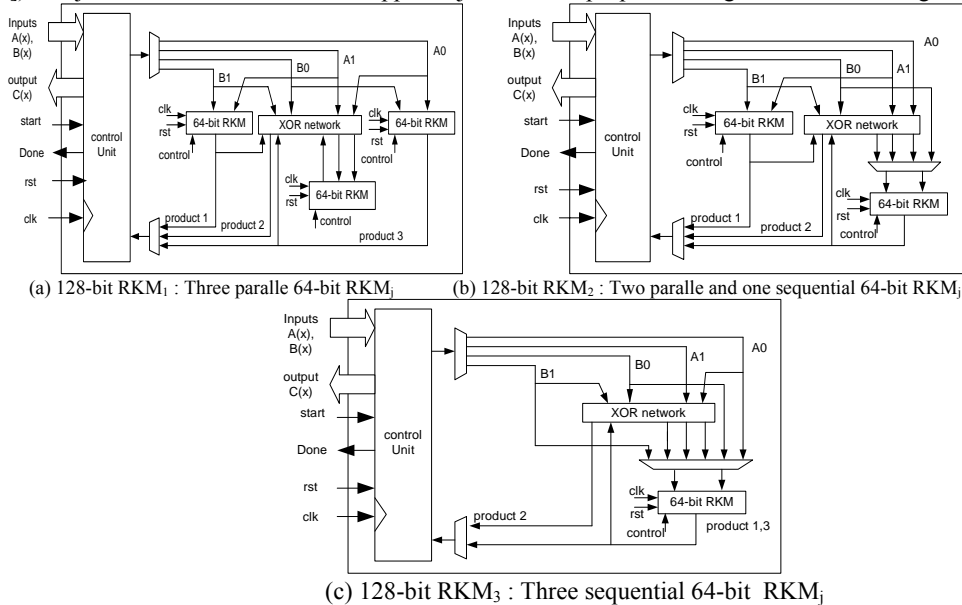 Inputs
A(x),
B(x)
output
C(x)
start
Done
rst
clk
control
Unit
A0
A1
B0
B1
clk
rst
64-bit RKM
control
XOR network
clk
rst
64-bit RKM
control
clk
rst
64-bit RKM
control
product 1
product 2
product 3
(a) 128-bit RKM1 : Three paralle 64-bit RKMj
Inputs
A(x),
B(x)
output
C(x)
start
Done
rst
clk
control
Unit
A0
A1
B0
B1
clk
rst
64-bit RKM
control
XOR network
clk
rst
64-bit RKM
control
product 1
product 2
(b) 128-bit RKM2 : Two paralle and one sequential 64-bit RKMj
Inputs
A(x),
B(x)
output
C(x)
start
Done
rst
clk
control
Unit
A0
A1
B0
B1
XOR network
clk
rst
64-bit RKM
control
product 2
product 1,3
(c) 128-bit RKM3 : Three sequential 64-bit RKMj